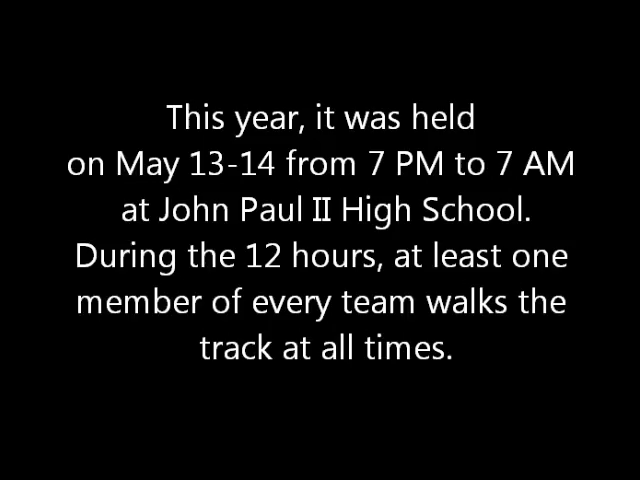 This year, it was held
on May 13-14 from 7 PM to 7 AM
at John Paul II High School.
During the 12 hours, at least one
member of every team walks the
track at all times.